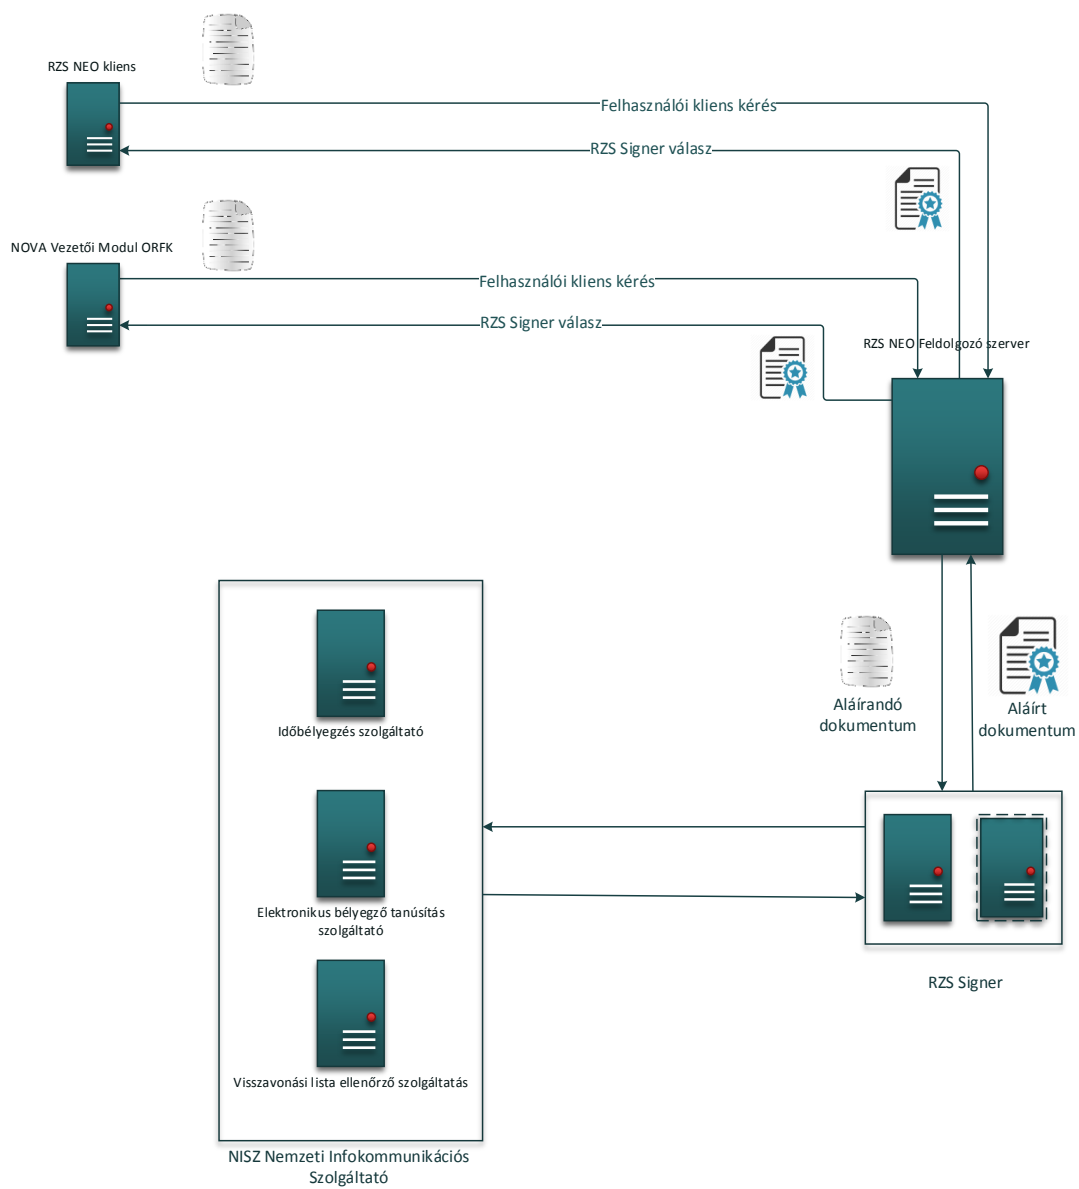 RZS NEO kliens
Felhasználói kliens kérés
RZS Signer válasz
NOVA Vezetői Modul ORFK
Felhasználói kliens kérés
RZS Signer válasz
RZS NEO Feldolgozó szerver
Aláírandó
dokumentum
Aláírt
dokumentum
Időbélyegzés szolgáltató
Elektronikus bélyegző tanúsítás
szolgáltató
Visszavonási lista ellenőrző szolgáltatás
RZS Signer
NISZ Nemzeti Infokommunikációs
Szolgáltató